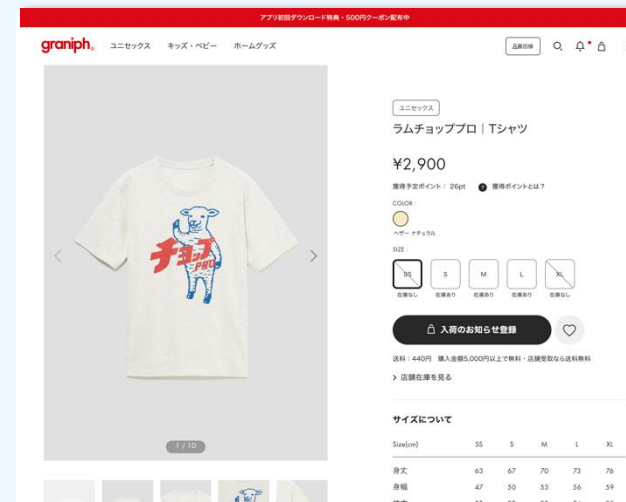 アプリ初回ダウンロード特典・500円クーポン配布中
graniph.
ユニセックス キッズ・ベビー ホームグッズ
ユニセックス
ラムチョッププロ｜Tシャツ
¥2,900
獲得予定ポイント： 26pt ? 獲得ポイントとは？
COLOR :
ヘザー ナチュラル
SIZE :
SS S M L XL
在庫なし 在庫あり 在庫あり 在庫あり 在庫なし
チョップ
PRO
入荷のお知らせ登録
送料：440円 購入金額5,000円以上で無料・店舗受取なら送料無料
> 店舗在庫を見る
サイズについて
Size(cm) SS S M L XL
身丈 63 67 70 73 76
身幅 47 50 53 56 59
1 / 10